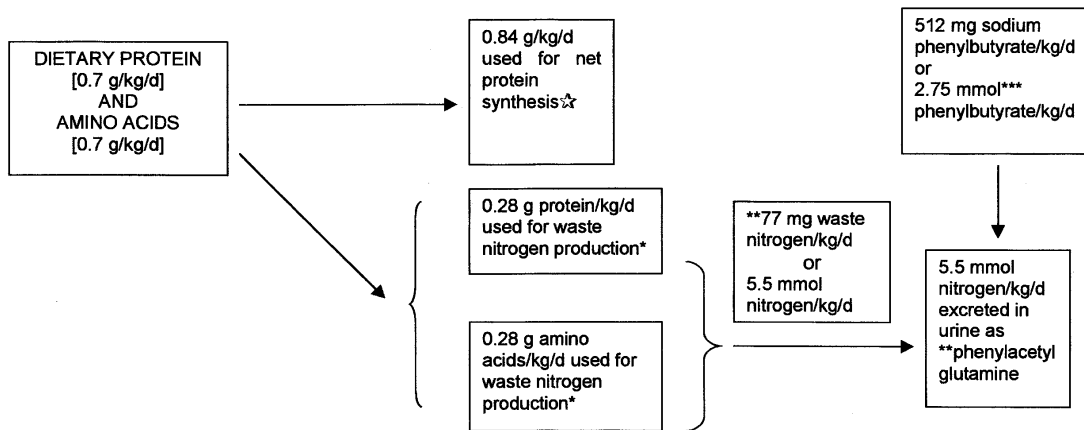 DIETARY PROTEIN
[0.7 g/kg/d]
AND
AMINO ACIDS
[0.7 g/kg/d]
0.84 g/kg/d
used for net
protein
synthesis☆
512 mg sodium
phenylbutyrate/kg/d
or
2.75 mmol***
phenylbutyrate/kg/d
0.28 g protein/kg/d
used for waste
nitrogen production*
0.28 g amino
acids/kg/d used for
waste nitrogen
production*
**77 mg waste
nitrogen/kg/d
or
5.5 mmol
nitrogen/kg/d
5.5 mmol
nitrogen/kg/d
excreted in
urine as
**phenylacetyl
glutamine